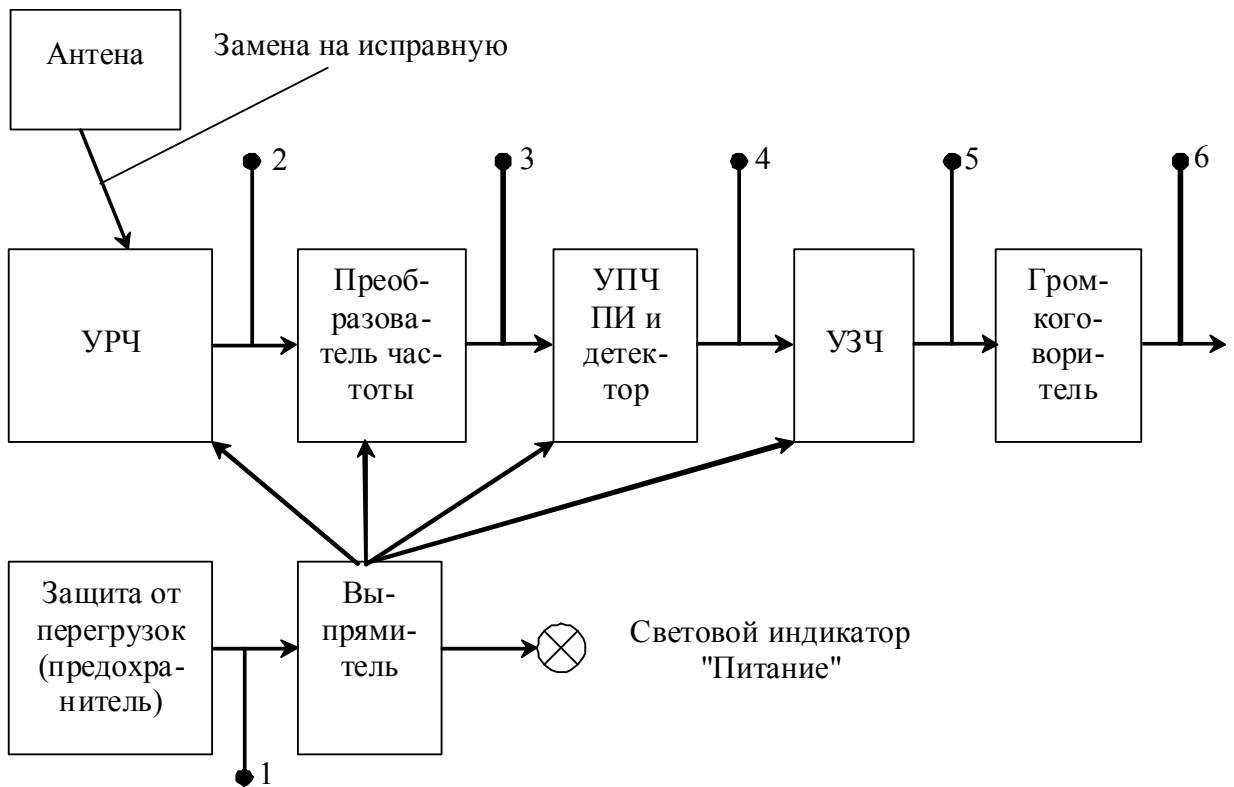 Антена
Замена на исправную
2
3
4
5
6
УРЧ
Преоб-
разова-
тель час-
тоты
УПЧ
ПИ и
детек-
тор
УЗЧ
Гром-
кого-
вори-
тель
Защита от
перегрузок
(предохра-
нитель)
Вы-
прями-
тель
Световой индикатор
"Питание"
1